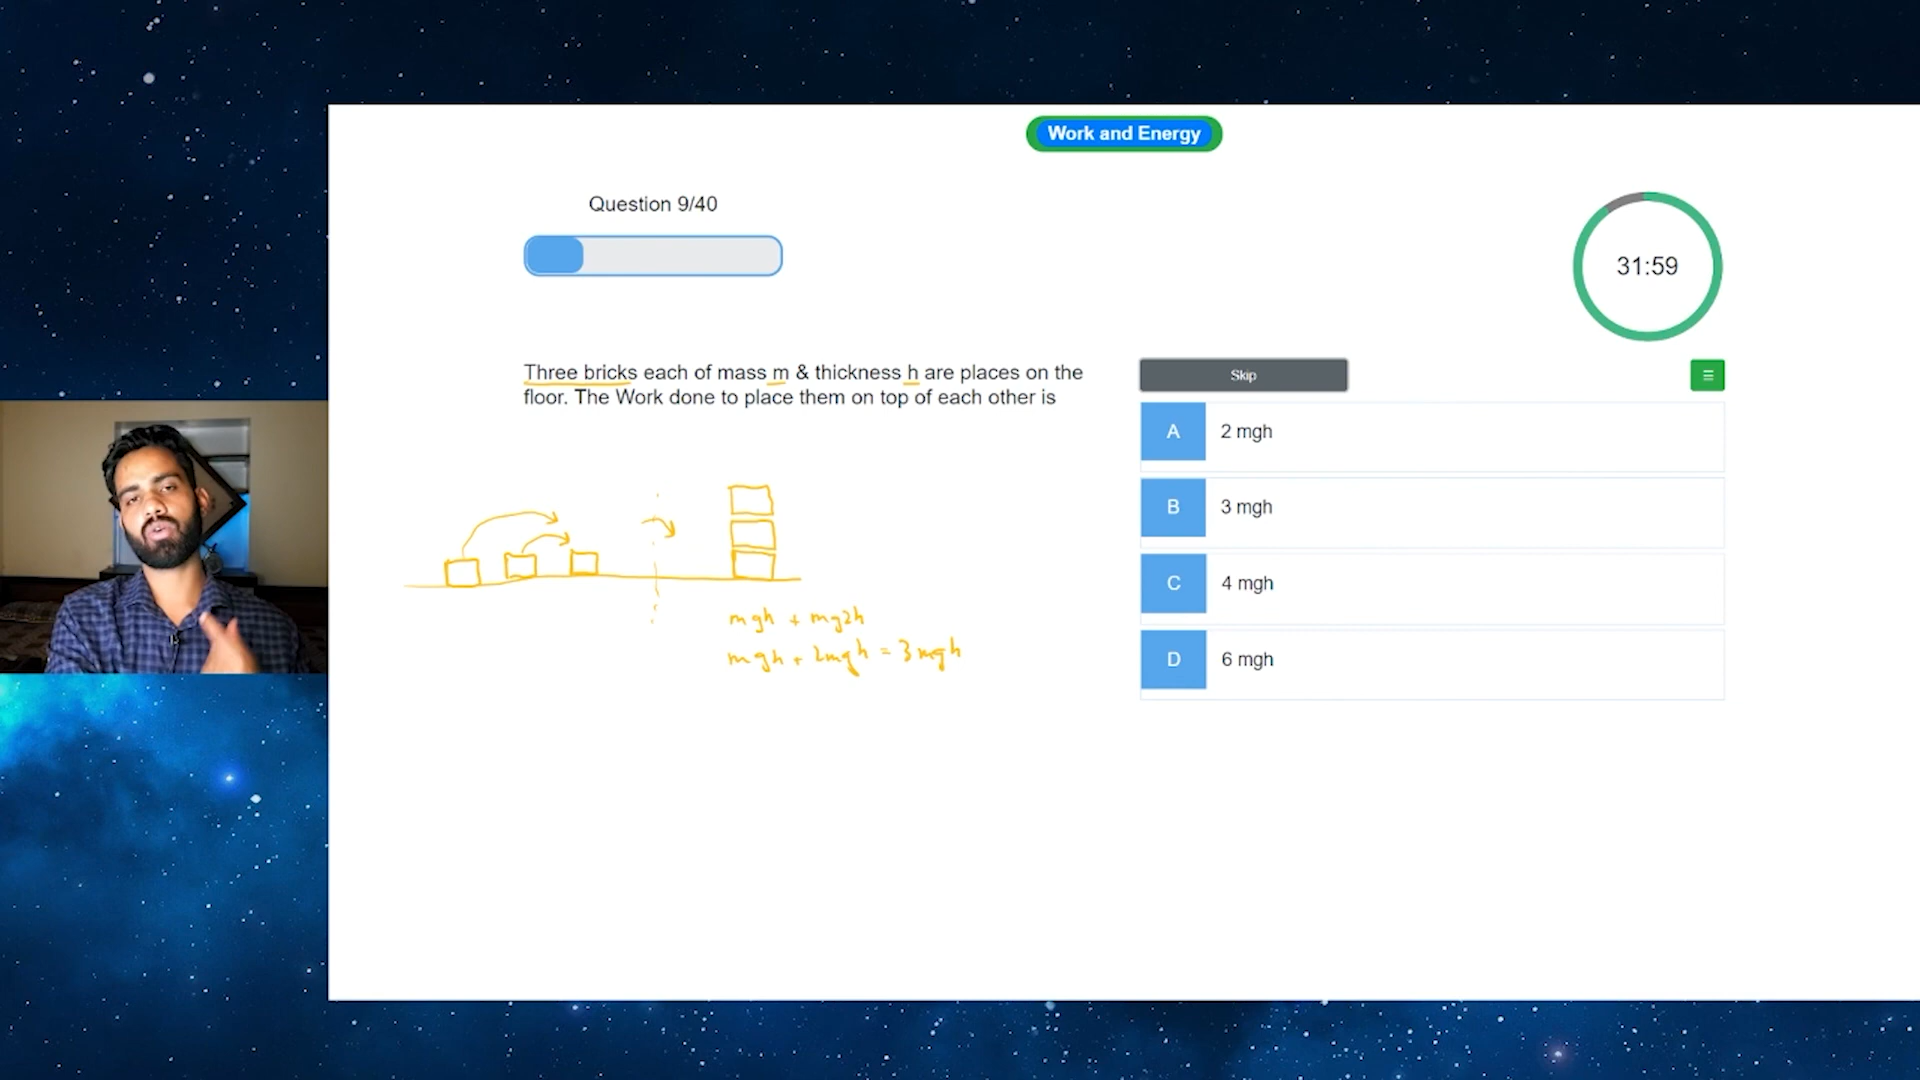 Work and Energy
Question 9/40
31:59
Three bricks each of mass m & thickness h are places on the
floor. The Work done to place them on top of each other is
Skip
A 2 mgh
B 3 mgh
C 4 mgh
D 6 mgh
mgh + mg2h
mgh + 2mgh = 3mgh